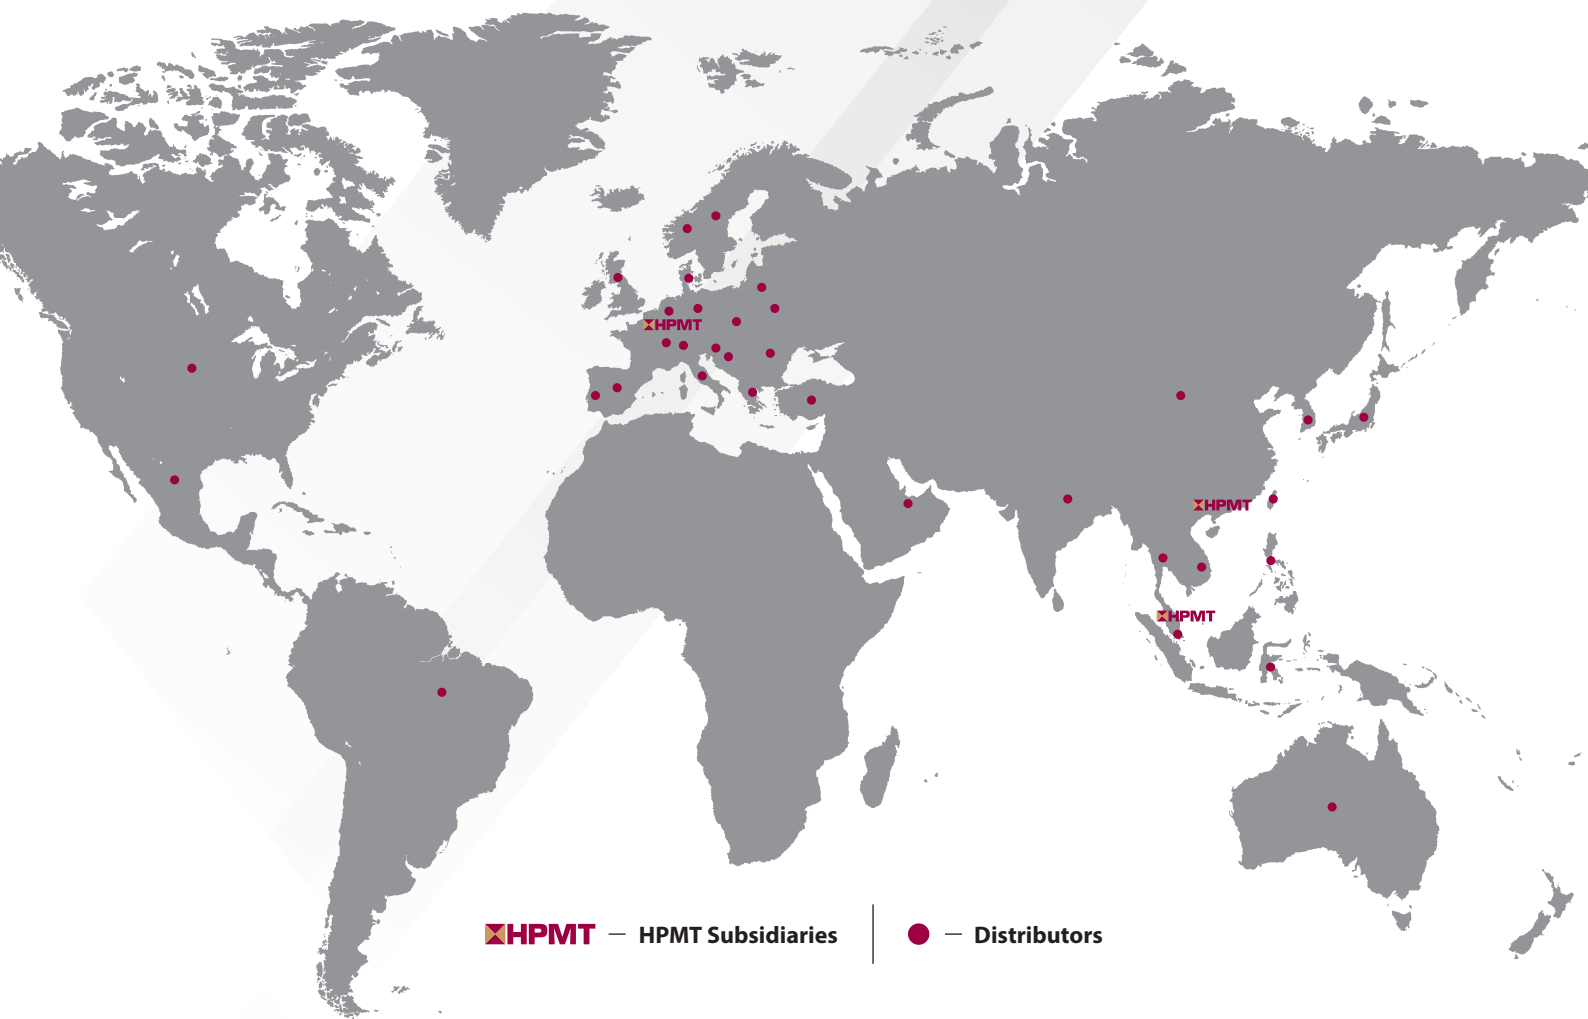 HPMT
HPMT
HPMT
HPMT — HPMT Subsidiaries
— Distributors